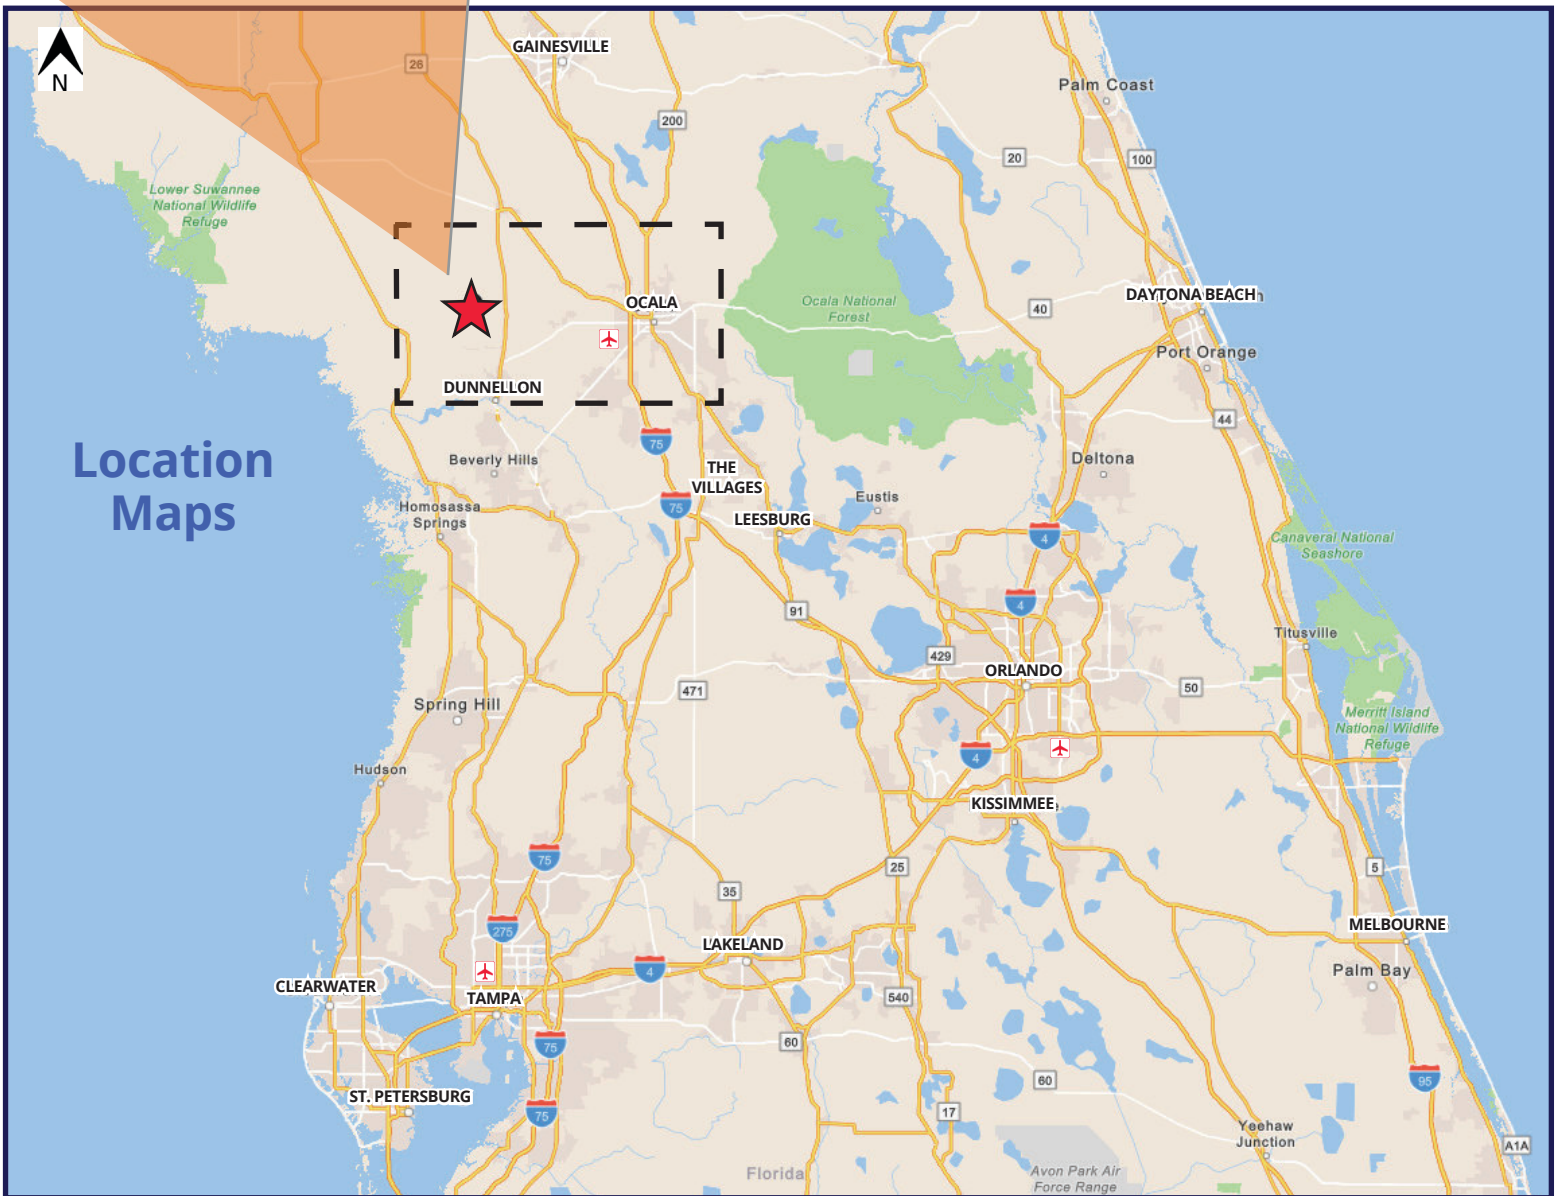 N
GAINESVILLE
26
Palm Coast
200
20
100
Lower Suwannee
National Wildlife
Refuge
DAYTONA BEACH
OCALA
Ocala National
Forest
40
Port Orange
DUNNELLON
44
75
Location
Maps
Beverly Hills
Deltona
THE
VILLAGES
Eustis
75
Homosassa
Springs
LEESBURG
4
Canaveral National
Seashore
4
91
Titusville
429
ORLANDO
471
50
Spring Hill
Merritt Island
National Wildlife
Refuge
4
Hudson
KISSIMMEE
75
25
5
35
275
MELBOURNE
LAKELAND
4
Palm Bay
CLEARWATER
TAMPA
540
75
60
60
95
ST. PETERSBURG
75
17
Yeehaw
Junction
A1A
Florida
Avon Park Air
Force Range